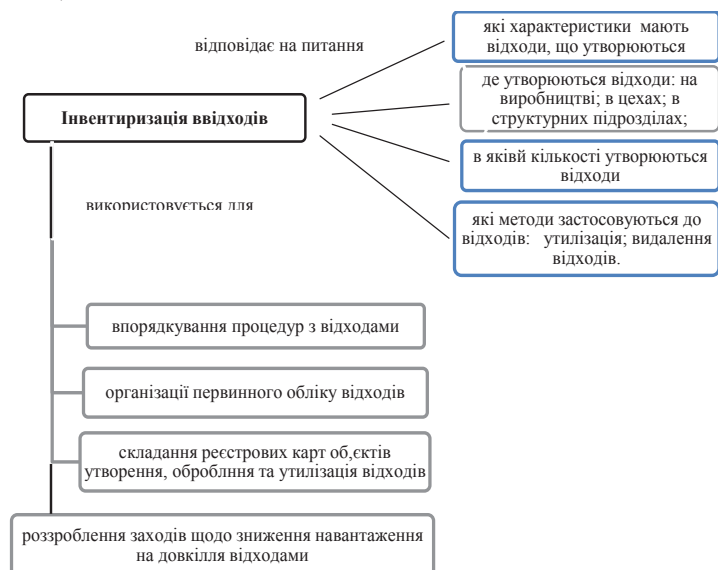 відповідає на питання
які характеристики мають
відходи, що утворюються
де утворюються відходи: на
виробництві; в цехах; в
структурних підрозділах;
Інвентиризація ввідходів
в яківй кількості утворюються
відходи
використовується для
які методи застосовуються до
відходів: утилізація; видалення
відходів.
впорядкування процедур з відходами
організації первинного обліку відходів
складання реєстрових карт об,єктів
утворення, оброблння та утилізація відходів
роззроблення заходів щодо зниження навантаження
на довкілля відходами